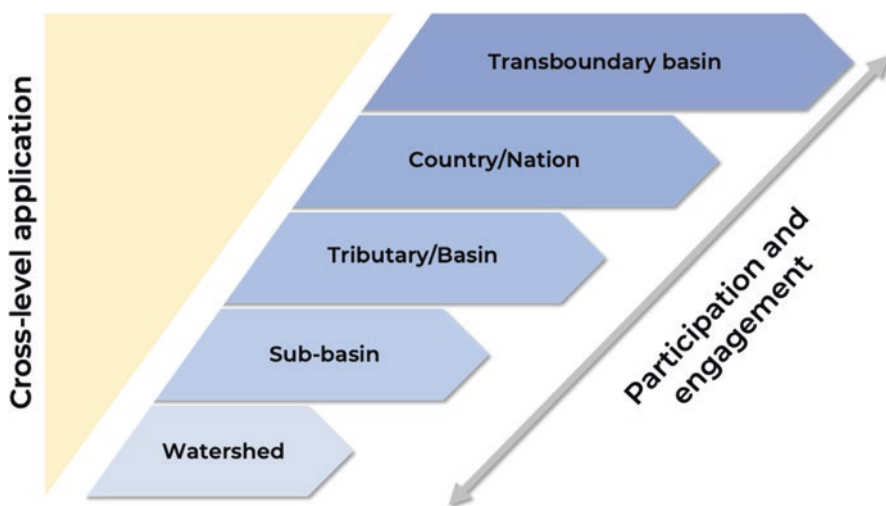 Cross-level application
Transboundary basin
Country/Nation
Tributary/Basin
Sub-basin
Watershed
Participation and
engagement